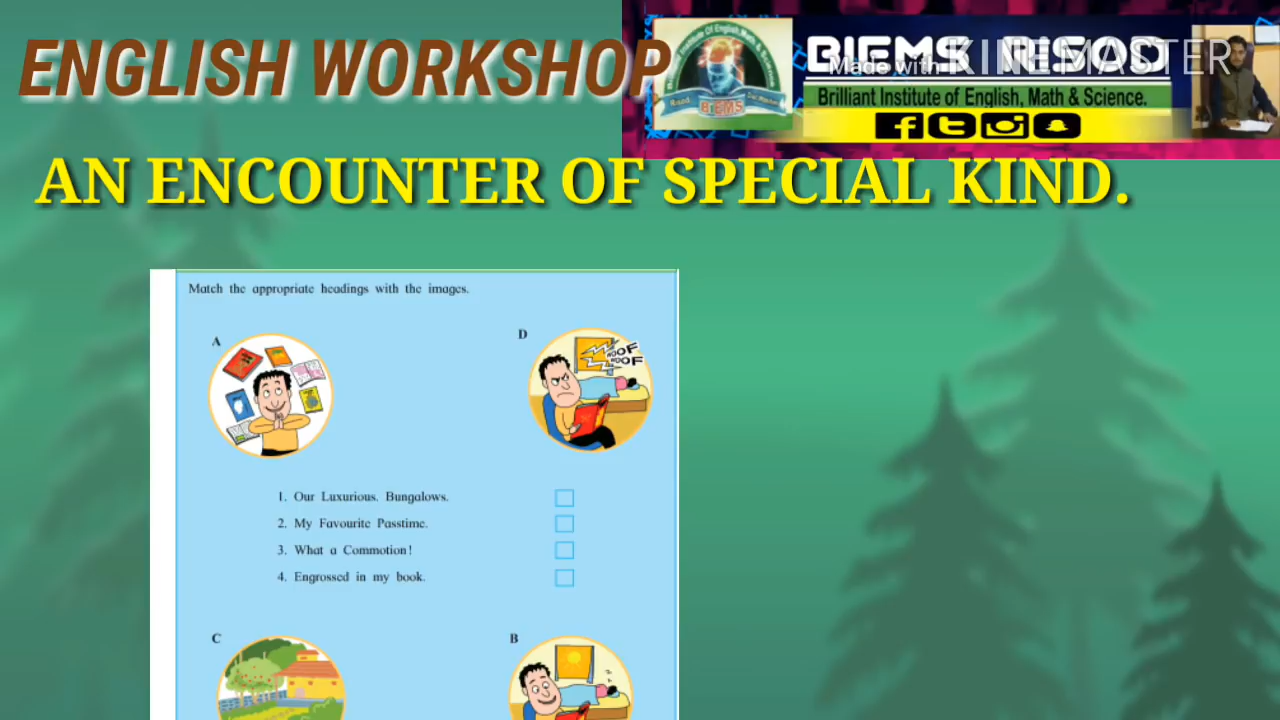 ENGLISH WORKSHOP
BIEMS
BIEMS NESOD
Made with KINEMASTER
Brilliant Institute of English, Math & Science.
AN ENCOUNTER OF SPECIAL KIND.
Match the appropriate headings with the images.
A
D
WOOF
WOOF
1. Our Luxurious. Bungalows.
2. My Favourite Passtime.
3. What a Commotion!
4. Engrossed in my book.
C
B